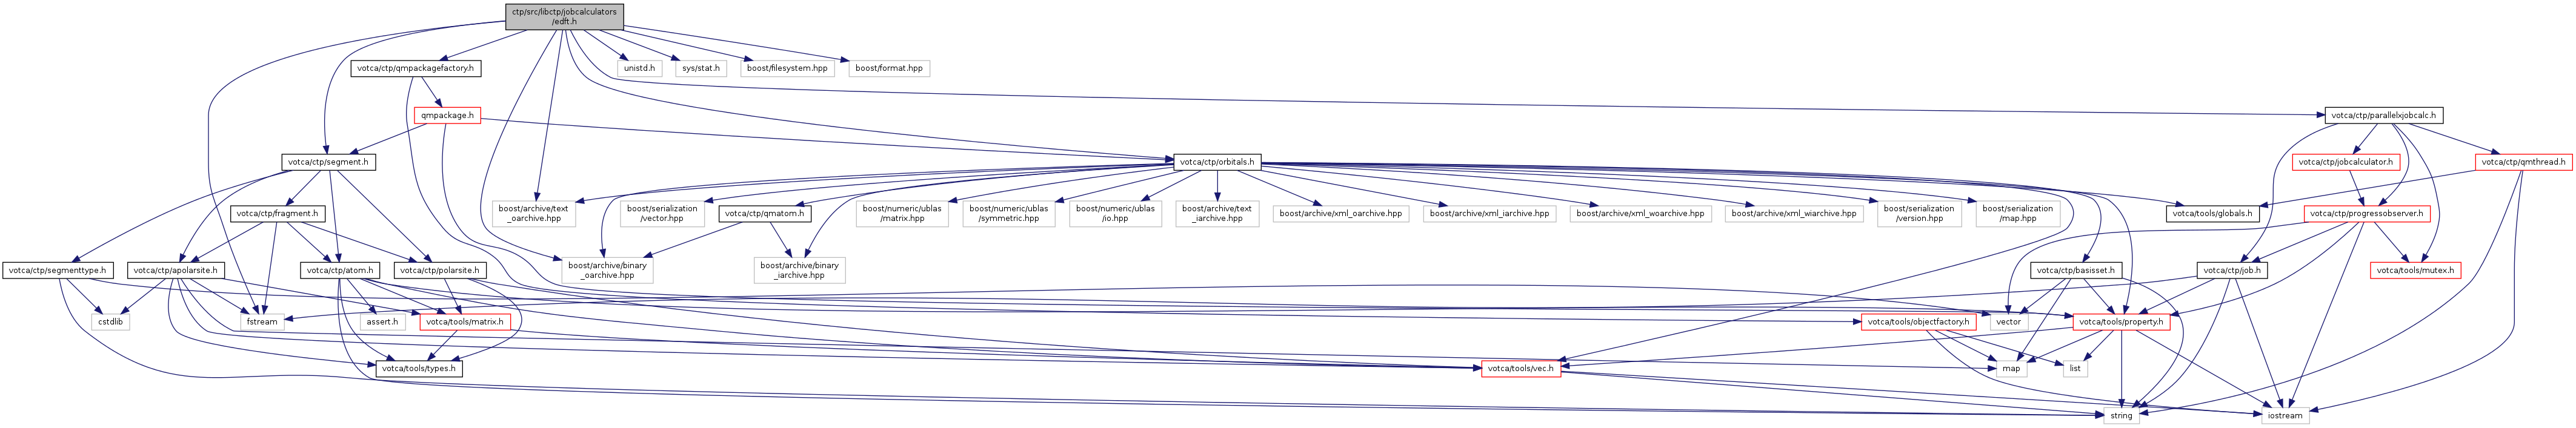 ctp/src/libctp/jobcalculators
/edft.h
votca/ctp/qmpackagefactory.h
unistd.h
sys/stat.h
boost/filesystem.hpp
boost/format.hpp
qmpackage.h
votca/ctp/parallelxjobcalc.h
votca/ctp/segment.h
votca/ctp/orbitals.h
votca/ctp/jobcalculator.h
votca/ctp/qmthread.h
votca/ctp/fragment.h
boost/archive/text
_oarchive.hpp
boost/serialization
/vector.hpp
votca/ctp/qmatom.h
boost/numeric/ublas
/matrix.hpp
boost/numeric/ublas
/symmetric.hpp
boost/numeric/ublas
/io.hpp
boost/archive/text
_iarchive.hpp
boost/archive/xml_oarchive.hpp
boost/archive/xml_iarchive.hpp
boost/archive/xml_woarchive.hpp
boost/archive/xml_wiarchive.hpp
boost/serialization
/version.hpp
boost/serialization
/map.hpp
votca/tools/globals.h
votca/ctp/progressobserver.h
votca/ctp/segmenttype.h
votca/ctp/apolarsite.h
votca/ctp/atom.h
votca/ctp/polarsite.h
boost/archive/binary
_oarchive.hpp
boost/archive/binary
_iarchive.hpp
votca/ctp/basisset.h
votca/ctp/job.h
votca/tools/mutex.h
cstdlib
fstream
assert.h
votca/tools/matrix.h
votca/tools/objectfactory.h
vector
votca/tools/property.h
votca/tools/types.h
votca/tools/vec.h
map
list
string
iostream